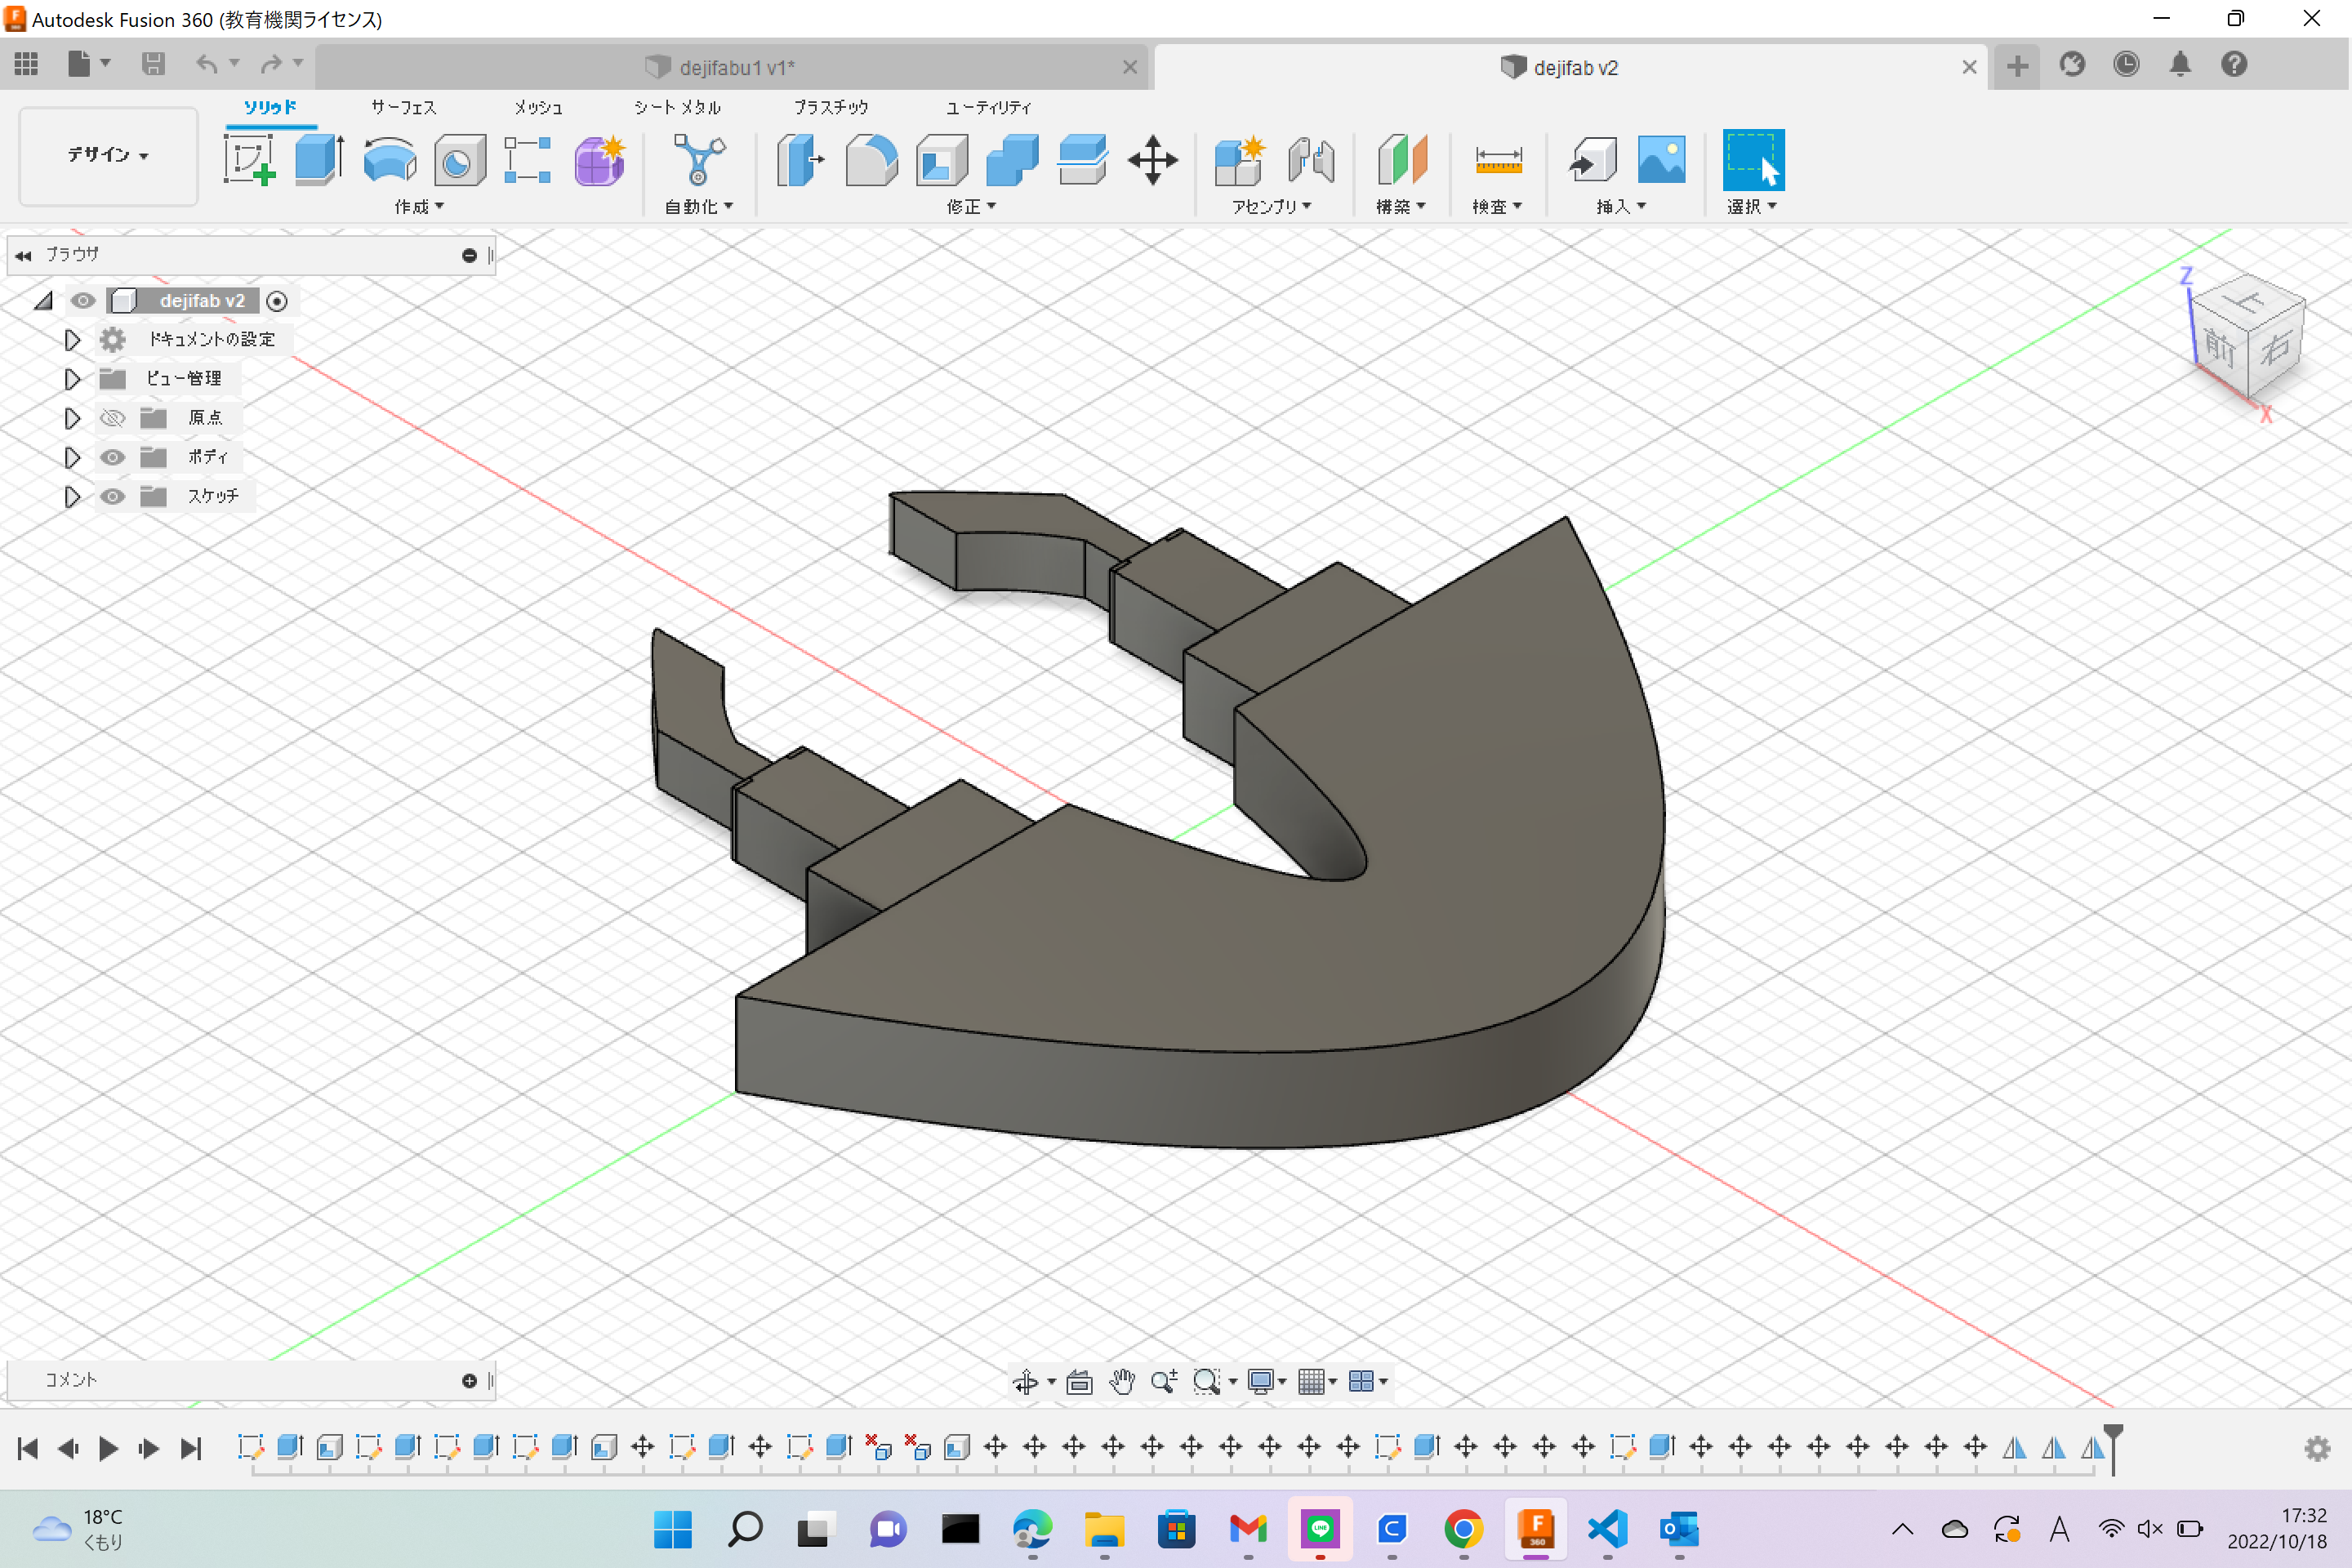 Autodesk Fusion 360 (教育機関ライセンス)
dejifabu1 v1*
dejifab v2
ソリッド
サーフェス
メッシュ
シート メタル
プラスチック
ユーティリティ
デザイン
作成
自動化
修正
アセンブリ
構築
検査
挿入
選択
ブラウザ
dejifab v2
ドキュメントの設定
ビュー管理
原点
ボディ
スケッチ
Z
上
前
右
X
コメント
18°C
くもり
LINE
C
F
360
A
17:32
2022/10/18